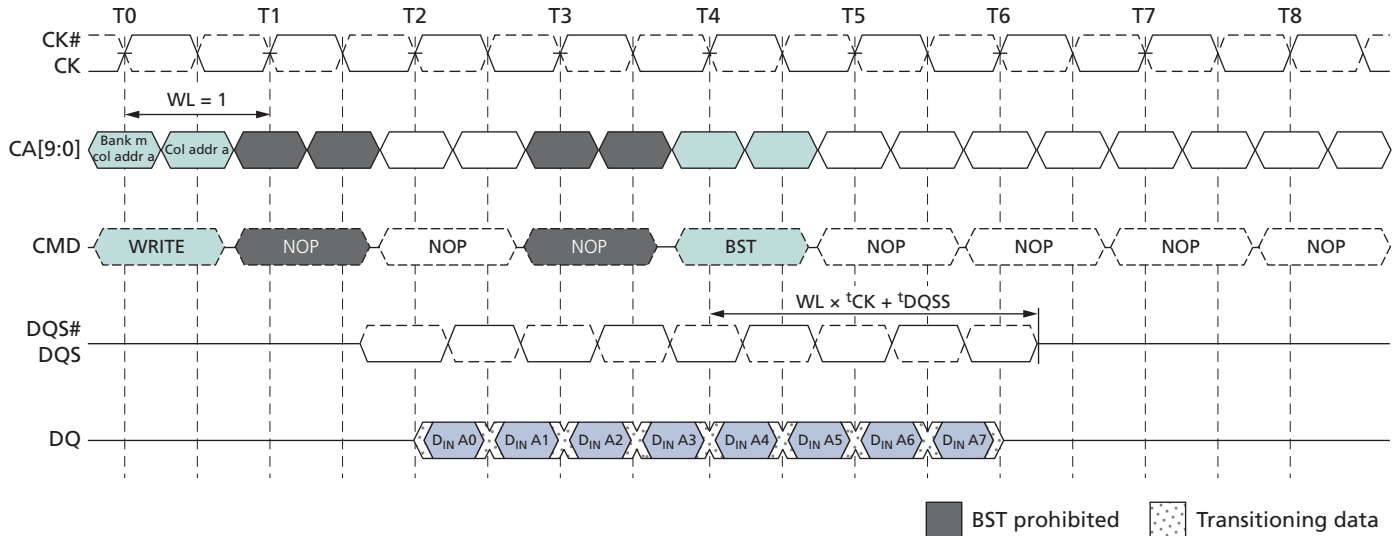 T0 T1 T2 T3 T4 T5 T6 T7 T8
CK#
CK
WL = 1
CA[9:0] Bank m col addr a Col addr a
CMD WRITE NOP NOP NOP BST NOP NOP NOP NOP
WL × tCK + tDQSS
DQS#
DQS
DQ DIN A0 DIN A1 DIN A2 DIN A3 DIN A4 DIN A5 DIN A6 DIN A7
BST prohibited Transitioning data